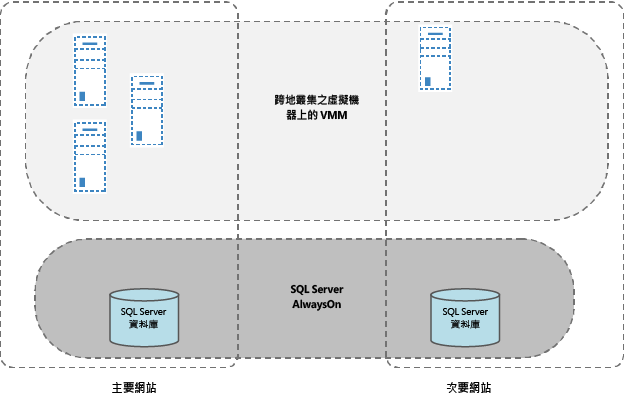 跨地叢集之虛擬機
器上的 VMM
SQL Server
AlwaysOn
SQL Server
資料庫
SQL Server
資料庫
主要網站
次要網站